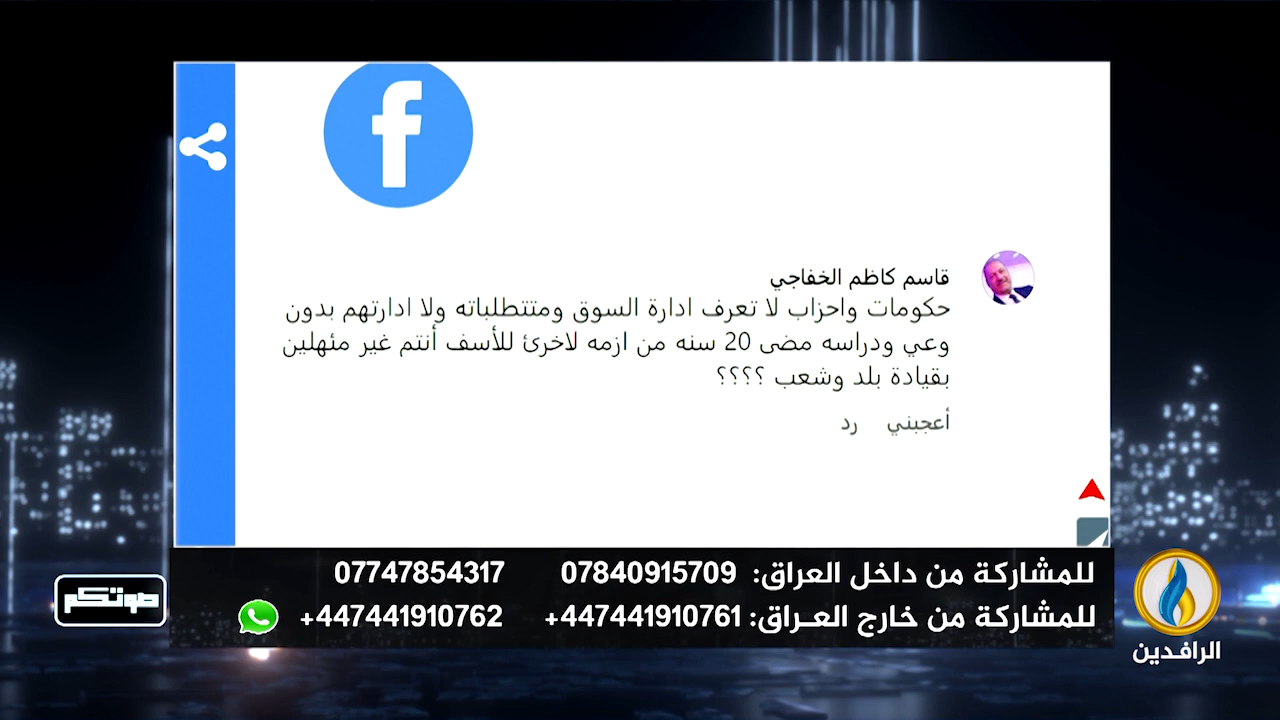 f
قاسم كاظم الخفاجي
حكومات واحزاب لا تعرف ادارة السوق ومتتطلباته ولا ادارتهم بدون
وعي ودراسه مضى 20 سنه من ازمه لاخرئ للأسف أنتم غير مئهلين
بقيادة بلد وشعب ؟؟؟؟
أعجبني رد
للمشاركة من داخل العراق: 07840915709 07747854317
للمشاركة من خارج العـراق: 447441910761+ 447441910762+
صوتكم
الرافدين